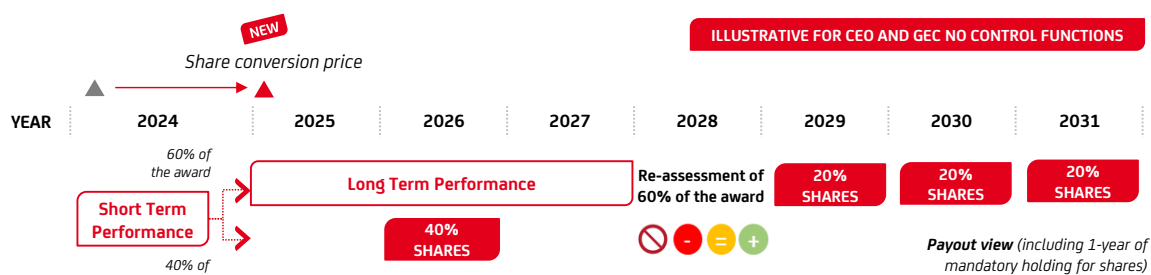 NEW
ILLUSTRATIVE FOR CEO AND GEC NO CONTROL FUNCTIONS
Share conversion price
YEAR 2024 2025 2026 2027 2028 2029 2030 2031
60% of
the award
Long Term Performance
Re-assessment of
60% of the award
20%
SHARES
20%
SHARES
20%
SHARES
Short Term
Performance
40%
SHARES
- = +
40% of
Payout view (including 1-year of
mandatory holding for shares)